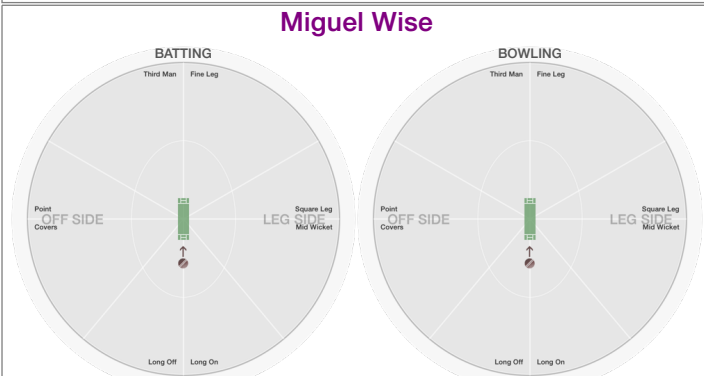 Miguel Wise
BATTING
Third Man Fine Leg
Point
OFF SIDE
Covers
Square Leg
LEG SIDE
Mid Wicket
Long Off Long On
BOWLING
Third Man Fine Leg
Point
OFF SIDE
Covers
Square Leg
LEG SIDE
Mid Wicket
Long Off Long On